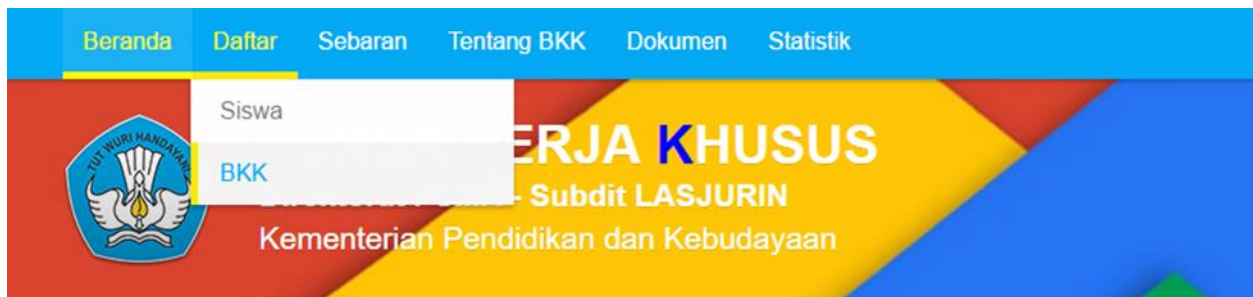 Beranda Daftar Sebaran Tentang BKK Dokumen Statistik
Siswa
BKK
ERJA KHUSUS
- Subdit LASJURIN
Kementerian Pendidikan dan Kebudayaan
TUT WURI HANDAYANI